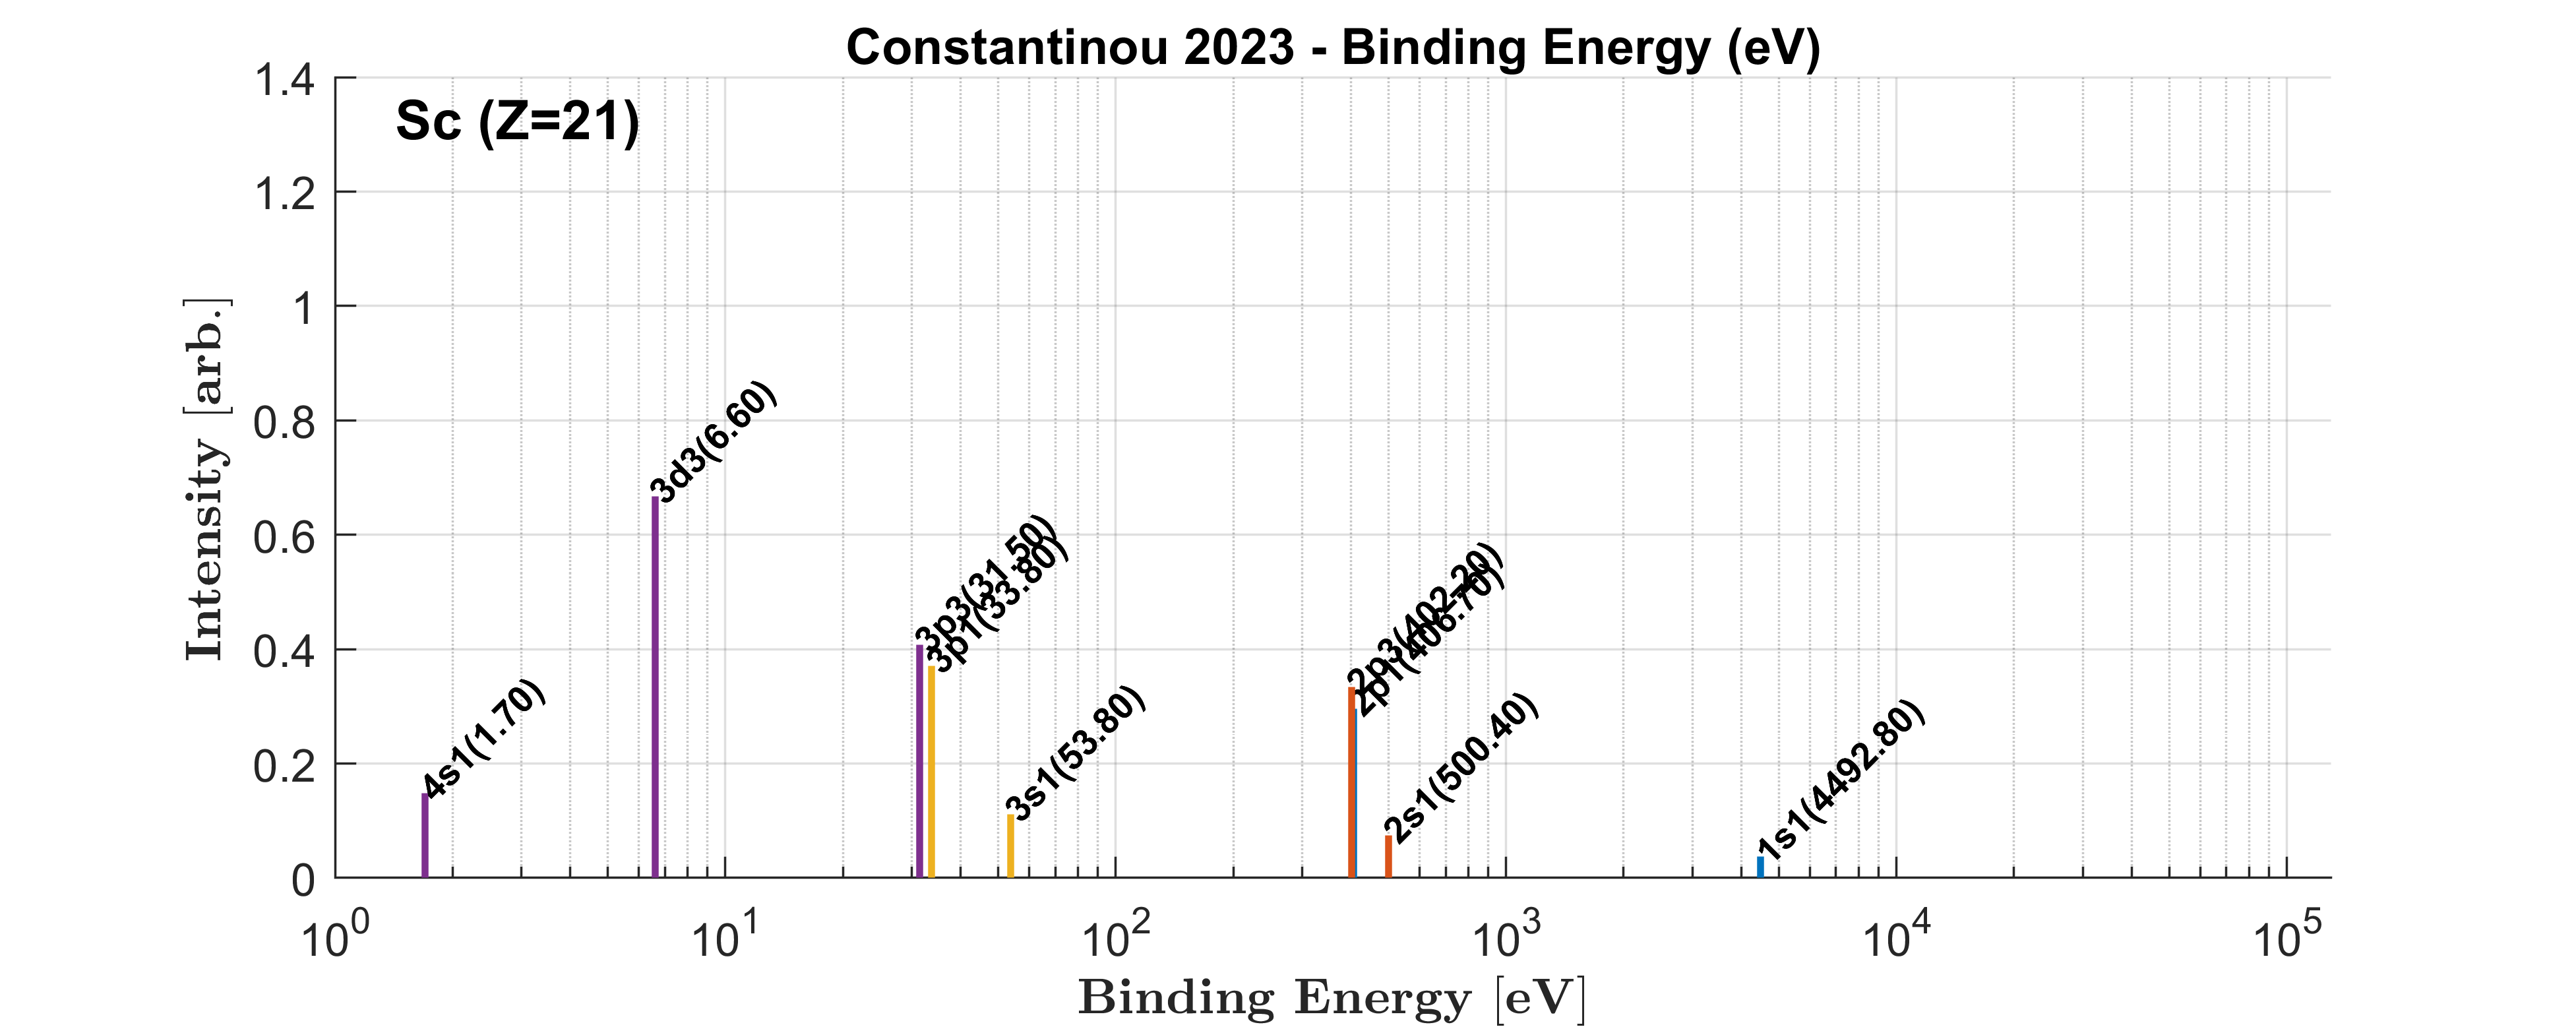 Constantinou 2023 - Binding Energy (eV)
Sc (Z=21)
1.4
1.2
1
0.8
0.6
0.4
0.2
0
Intensity [arb.]
4s1(1.70)
3d3(6.60)
3p3(31.50)
3p1(33.80)
3s1(53.80)
2p3(402.20)
2p1(406.70)
2s1(500.40)
1s1(4492.80)
10^0 10^1 10^2 10^3 10^4 10^5
Binding Energy [eV]